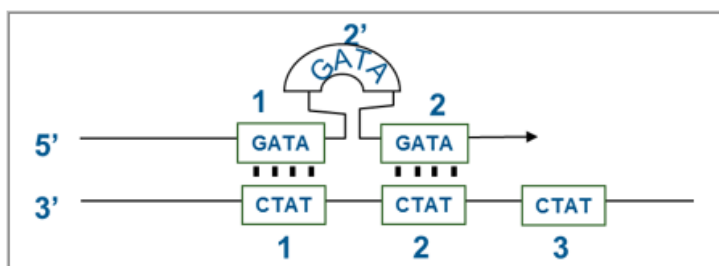 2’
GATA
1 2
5’ GATA GATA
3’ CTAT CTAT CTAT
1 2 3